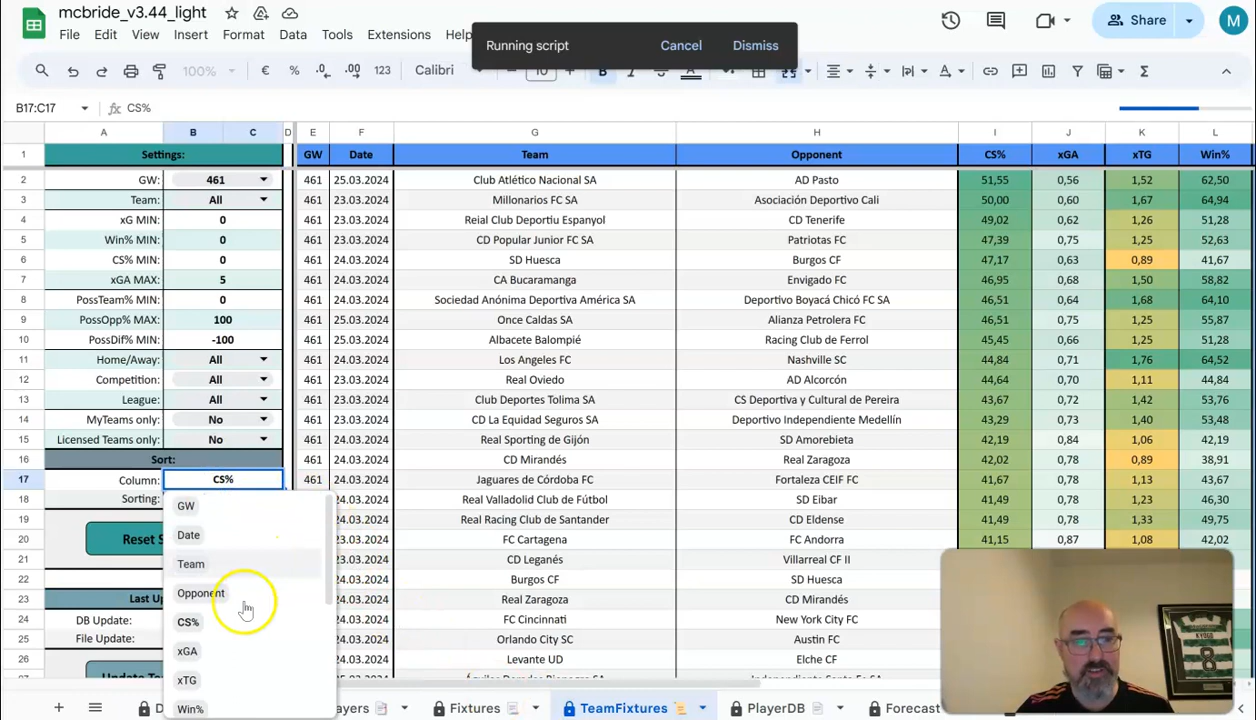 mcbride_v3.44_light
File Edit View Insert Format Data Tools Extensions Help
Running script Cancel Dismiss
Share M
100% € % .0 .00 123 Calibri 10 B I A
B17:C17 fx CS%
A B C D E F G H I J K L
1 Settings: GW Date Team Opponent CS% xGA xTG Win%
2 GW: 461 461 25.03.2024 Club Atlético Nacional SA AD Pasto 51,55 0,56 1,52 62,50
3 Team: All 461 23.03.2024 Millonarios FC SA Asociación Deportivo Cali 50,00 0,60 1,67 64,94
4 xG MIN: 0 461 23.03.2024 Reial Club Deportiu Espanyol CD Tenerife 49,02 0,62 1,26 51,28
5 Win% MIN: 0 461 23.03.2024 CD Popular Junior FC SA Patriotas FC 47,39 0,75 1,25 52,63
6 CS% MIN: 0 461 24.03.2024 SD Huesca Burgos CF 47,17 0,63 0,89 41,67
7 xGA MAX: 5 461 24.03.2024 CA Bucaramanga Envigado FC 46,95 0,68 1,50 58,82
8 PossTeam% MIN: 0 461 24.03.2024 Sociedad Anónima Deportiva América SA Deportivo Boyacá Chicó FC SA 46,51 0,64 1,68 64,10
9 PossOpp% MAX: 100 461 25.03.2024 Once Caldas SA Alianza Petrolera FC 46,51 0,75 1,25 55,87
10 PossDif% MIN: -100 461 25.03.2024 Albacete Balompié Racing Club de Ferrol 45,45 0,66 1,25 51,28
11 Home/Away: All 461 24.03.2024 Los Angeles FC Nashville SC 44,84 0,71 1,76 64,52
12 Competition: All 461 23.03.2024 Real Oviedo AD Alcorcón 44,64 0,70 1,11 44,84
13 League: All 461 23.03.2024 Club Deportes Tolima SA CS Deportiva y Cultural de Pereira 43,86 0,72 1,42 53,76
14 MyTeams only: No 461 23.03.2024 CD La Equidad Seguros SA Deportivo Independiente Medellín 43,29 0,73 1,40 53,48
15 Licensed Teams only: No 461 23.03.2024 Real Sporting de Gijón SD Amorebieta 42,19 0,84 1,06 42,19
16 Sort: 461 24.03.2024 CD Mirandés Real Zaragoza 42,02 0,78 0,89 38,91
17 Column: CS% 461 24.03.2024 Jaguares de Córdoba FC Fortaleza CEIF FC 41,67 0,78 1,13 43,67
18 Sorting: 24.03.2024 Real Valladolid Club de Fútbol SD Eibar 41,49 0,78 1,23 46,30
19 24.03.2024 Real Racing Club de Santander CD Eldense 41,49 0,78 1,33 49,75
20 Reset 24.03.2024 FC Cartagena FC Andorra 41,15 0,87 1,08 42,02
21 24.03.2024 CD Leganés Villarreal CF II
22 24.03.2024 Burgos CF SD Huesca
23 Last 24.03.2024 Real Zaragoza CD Mirandés
24 DB Update: 24.03.2024 FC Cincinnati New York City FC
25 File Update: 24.03.2024 Orlando City SC Austin FC
26 24.03.2024 Levante UD Elche CF
GW
Date
Team
Opponent
CS%
xGA
xTG
Win%
KYOGO
8
Fixtures TeamFixtures PlayerDB Forecast